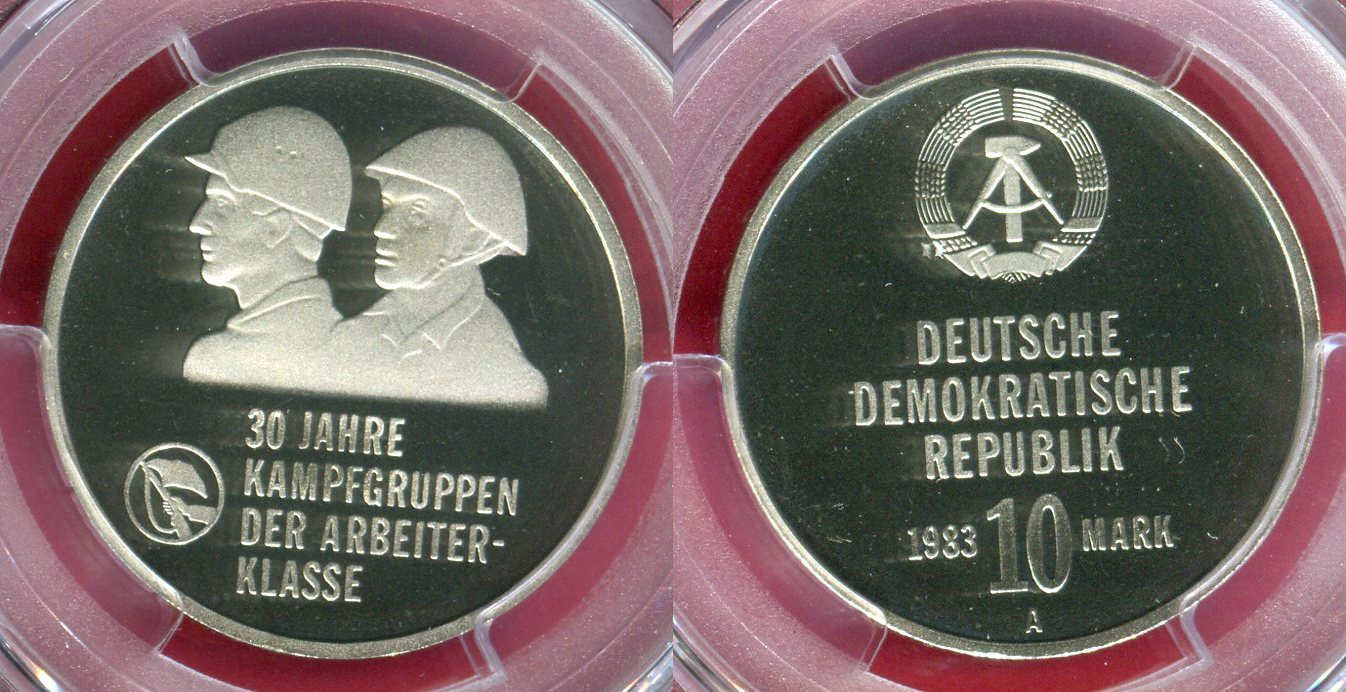 30 JAHRE
KAMPFGRUPPEN
DER ARBEITER-
KLASSE
DEUTSCHE
DEMOKRATISCHE
REPUBLIK
1983 10 MARK
A